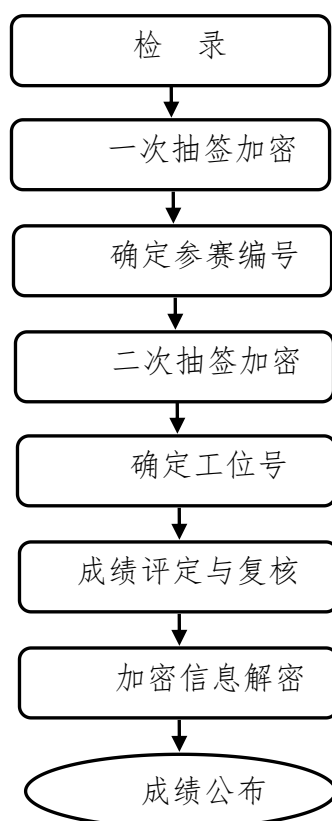 检 录
一次抽签加密
确定参赛编号
二次抽签加密
确定工位号
成绩评定与复核
加密信息解密
成绩公布